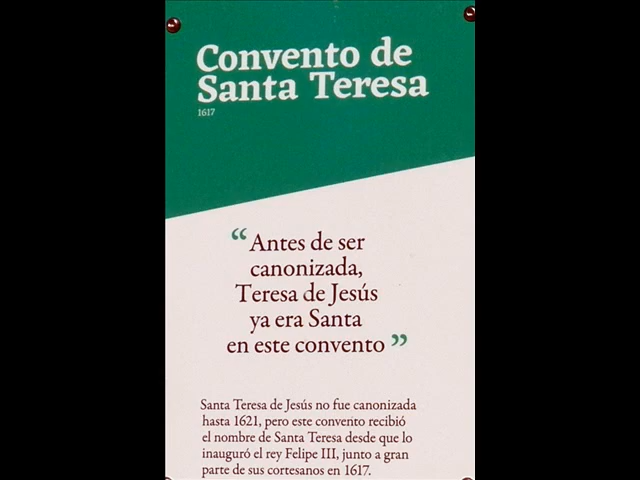 Convento de
Santa Teresa
1617
“Antes de ser
canonizada,
Teresa de Jesús
ya era Santa
en este convento”
Santa Teresa de Jesús no fue canonizada
hasta 1621, pero este convento recibió
el nombre de Santa Teresa desde que lo
inauguró el rey Felipe III, junto a gran
parte de sus cortesanos en 1617.